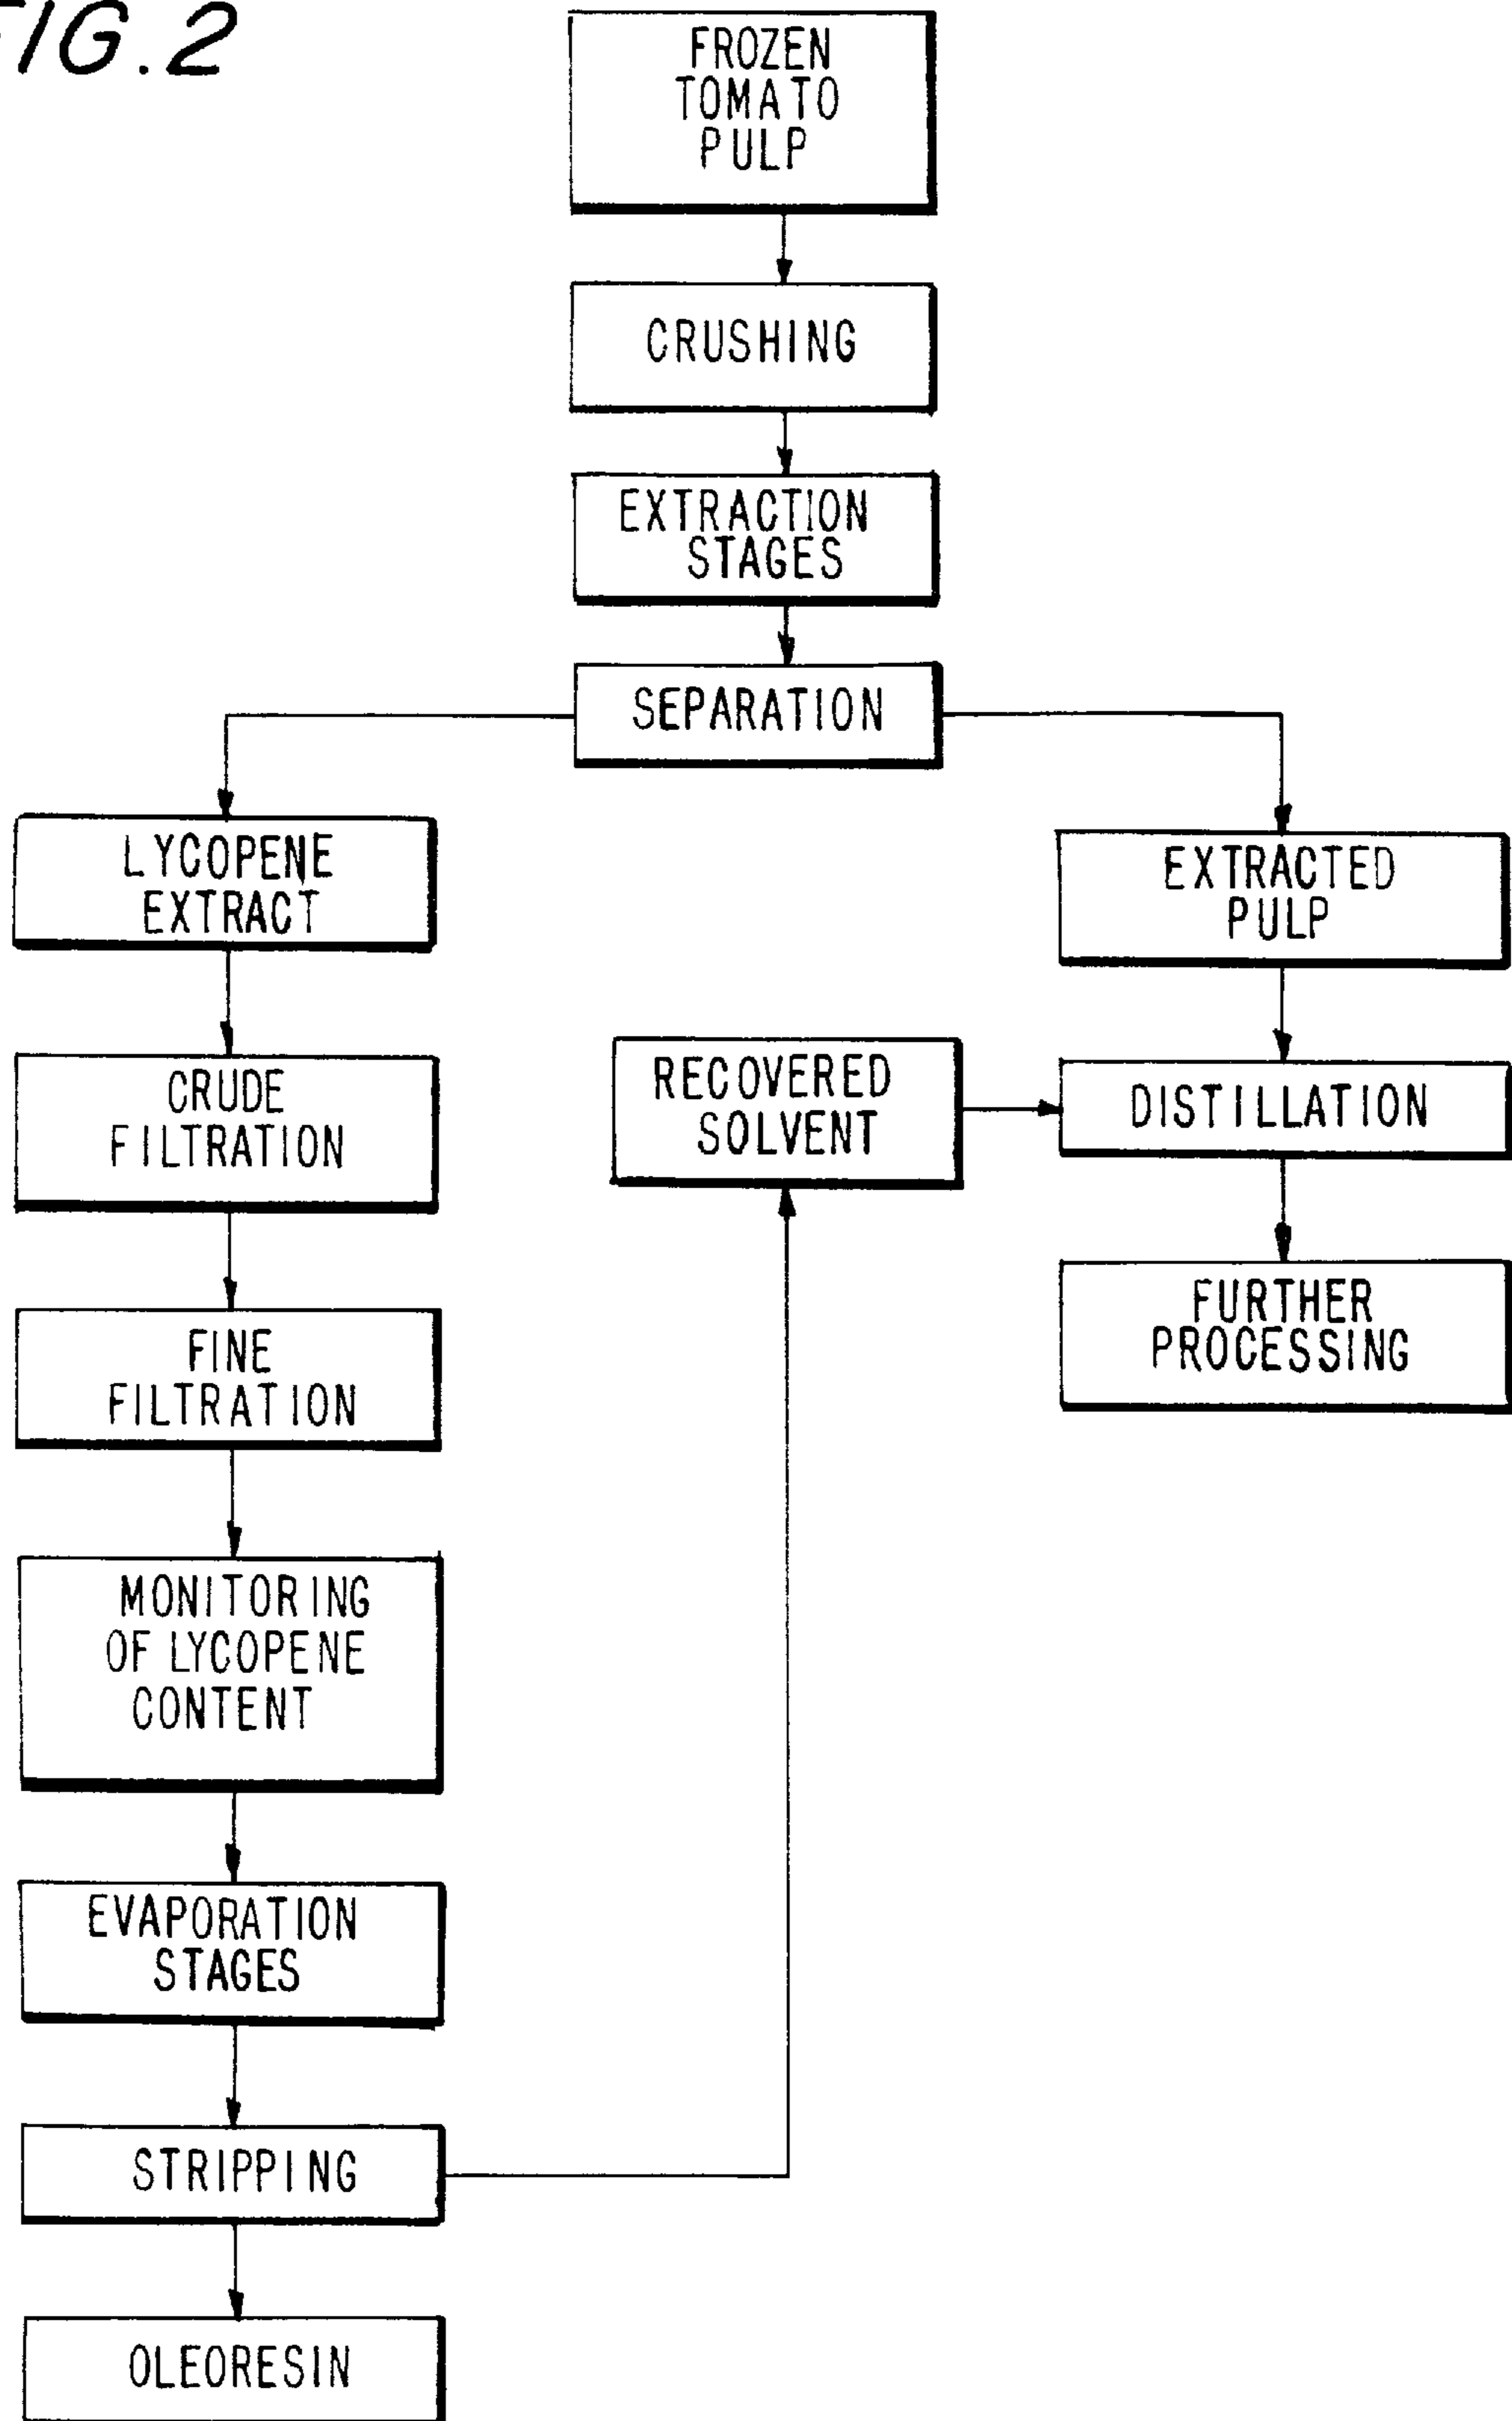 FIG.2
FROZEN
TOMATO
PULP
CRUSHING
EXTRACTION
STAGES
SEPARATION
LYCOPENE
EXTRACT
EXTRACTED
PULP
CRUDE
FILTRATION
RECOVERED
SOLVENT
DISTILLATION
FINE
FILTRATION
FURTHER
PROCESSING
MONITORING
OF LYCOPENE
CONTENT
EVAPORATION
STAGES
STRIPPING
OLEORESIN